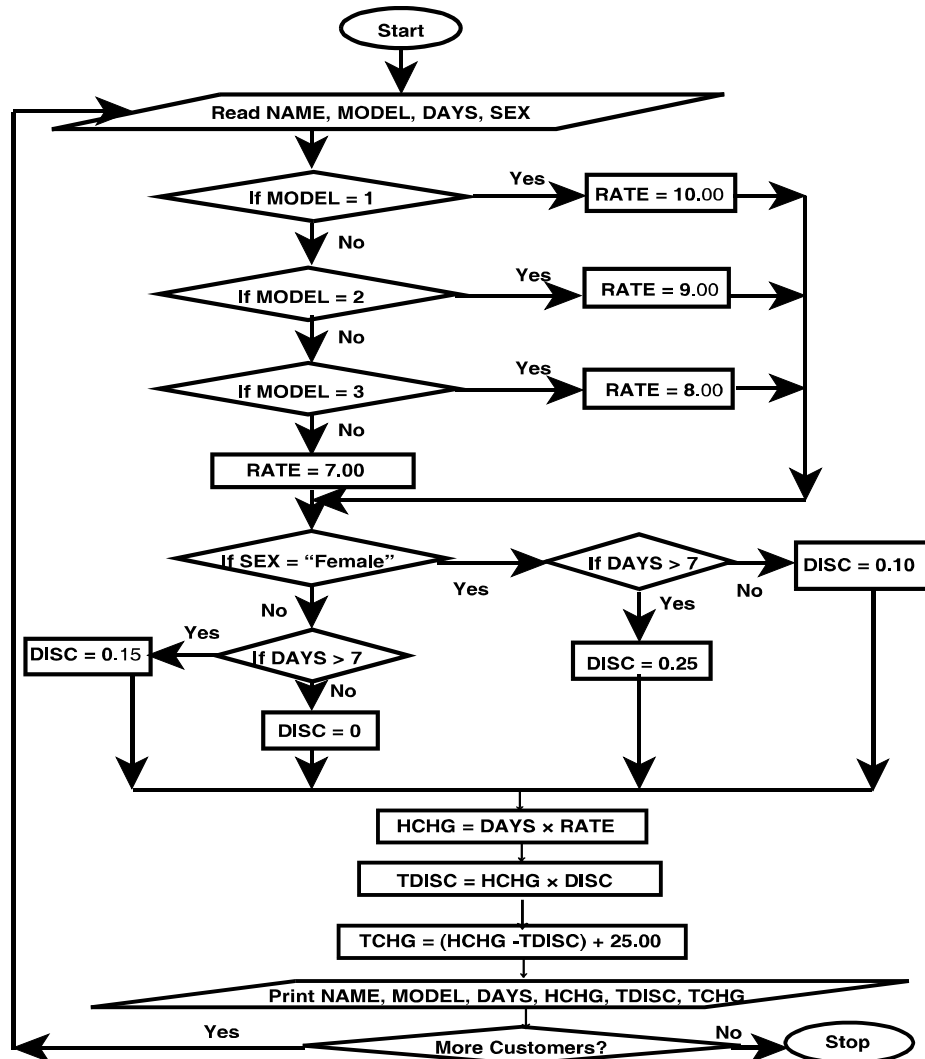 Start
Read NAME, MODEL, DAYS, SEX
If MODEL = 1
Yes
RATE = 10.00
No
If MODEL = 2
Yes
RATE = 9.00
No
If MODEL = 3
Yes
RATE = 8.00
No
RATE = 7.00
If SEX = “Female”
Yes
If DAYS > 7
No
DISC = 0.10
No
Yes
DISC = 0.15
Yes
If DAYS > 7
DISC = 0.25
No
DISC = 0
HCHG = DAYS × RATE
TDISC = HCHG × DISC
TCHG = (HCHG -TDISC) + 25.00
Print NAME, MODEL, DAYS, HCHG, TDISC, TCHG
Yes
More Customers?
No
Stop